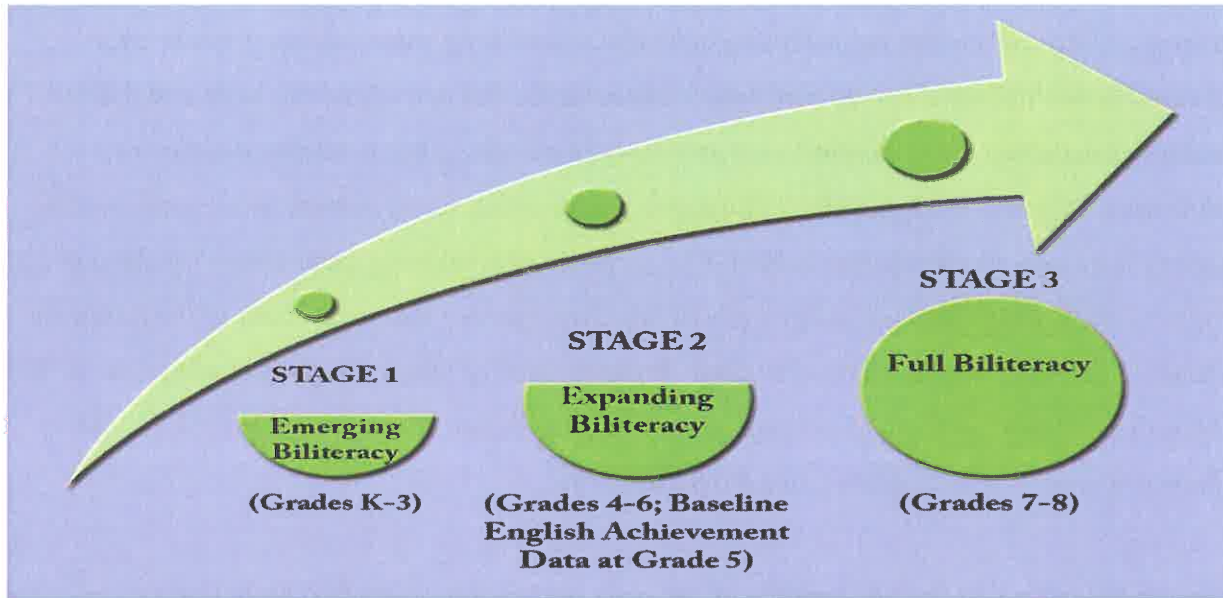 STAGE 1
Emerging
Biliteracy
(Grades K-3)
STAGE 2
Expanding
Biliteracy
(Grades 4-6; Baseline
English Achievement
Data at Grade 5)
STAGE 3
Full Biliteracy
(Grades 7-8)